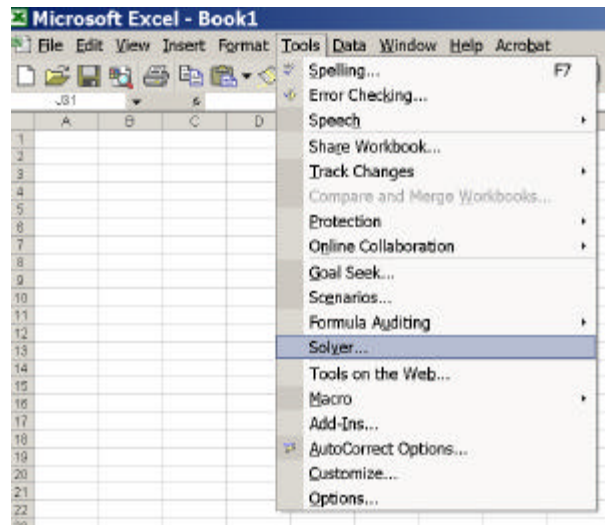 Microsoft Excel - Book1
File Edit View Insert Format Tools Data Window Help Acrobat
Spelling... F7
J31
Error Checking...
A B C D
Speech
1
Share Workbook...
2
3
Track Changes
4
Compare and Merge Workbooks...
5
6
Protection
7
Online Collaboration
8
Goal Seek...
9
10
Scenarios...
11
Formula Auditing
12
13
Solver...
14
Tools on the Web...
15
16
Macro
17
Add-Ins...
18
AutoCorrect Options...
19
20
Customize...
21
Options...
22